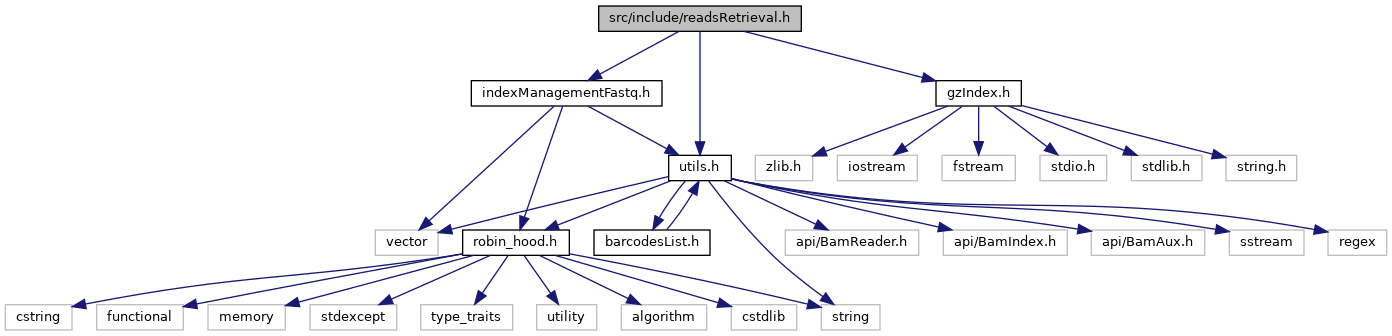 src/include/readsRetrieval.h
indexManagementFastq.h
gzIndex.h
utils.h
zlib.h
iostream
fstream
stdio.h
stdlib.h
string.h
vector
robin_hood.h
barcodesList.h
api/BamReader.h
api/BamIndex.h
api/BamAux.h
sstream
regex
cstring
functional
memory
stdexcept
type_traits
utility
algorithm
cstdlib
string